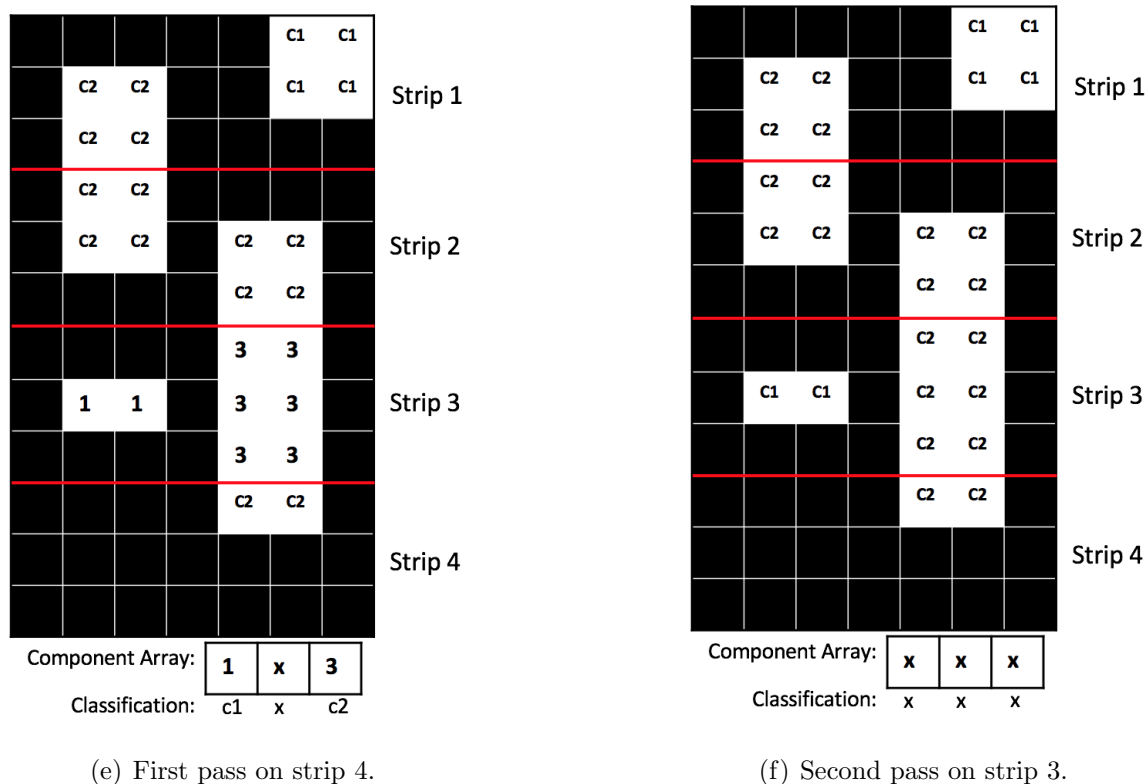 C1 C1
C2 C2 C1 C1
Strip 1
C2 C2
C2 C2
C2 C2 C2 C2
Strip 2
C2 C2
3 3
1 1 3 3
Strip 3
3 3
C2 C2
Strip 4
Component Array: 1 x 3
Classification: c1 x c2
(e) First pass on strip 4.
C1 C1
C2 C2 C1 C1
Strip 1
C2 C2
C2 C2
C2 C2 C2 C2
Strip 2
C2 C2
C2 C2
C1 C1 C2 C2
Strip 3
C2 C2
C2 C2
Strip 4
Component Array: x x x
Classification: x x x
(f) Second pass on strip 3.